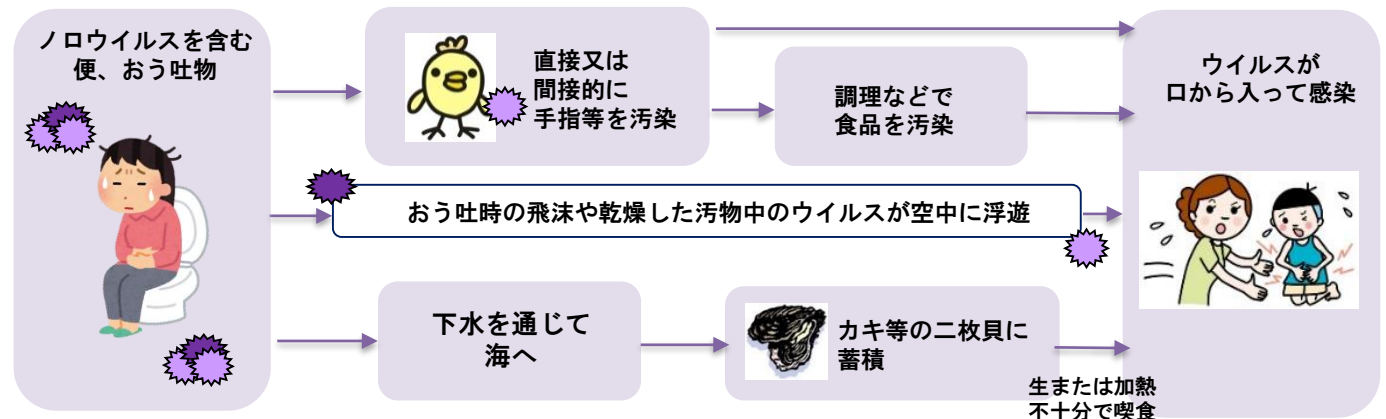 ノロウイルスを含む
便、おう吐物
直接又は
間接的に
手指等を汚染
調理などで
食品を汚染
ウイルスが
口から入って感染
おう吐時の飛沫や乾燥した汚物中のウイルスが空中に浮遊
下水を通じて
海へ
カキ等の二枚貝に
蓄積
生または加熱
不十分で喫食